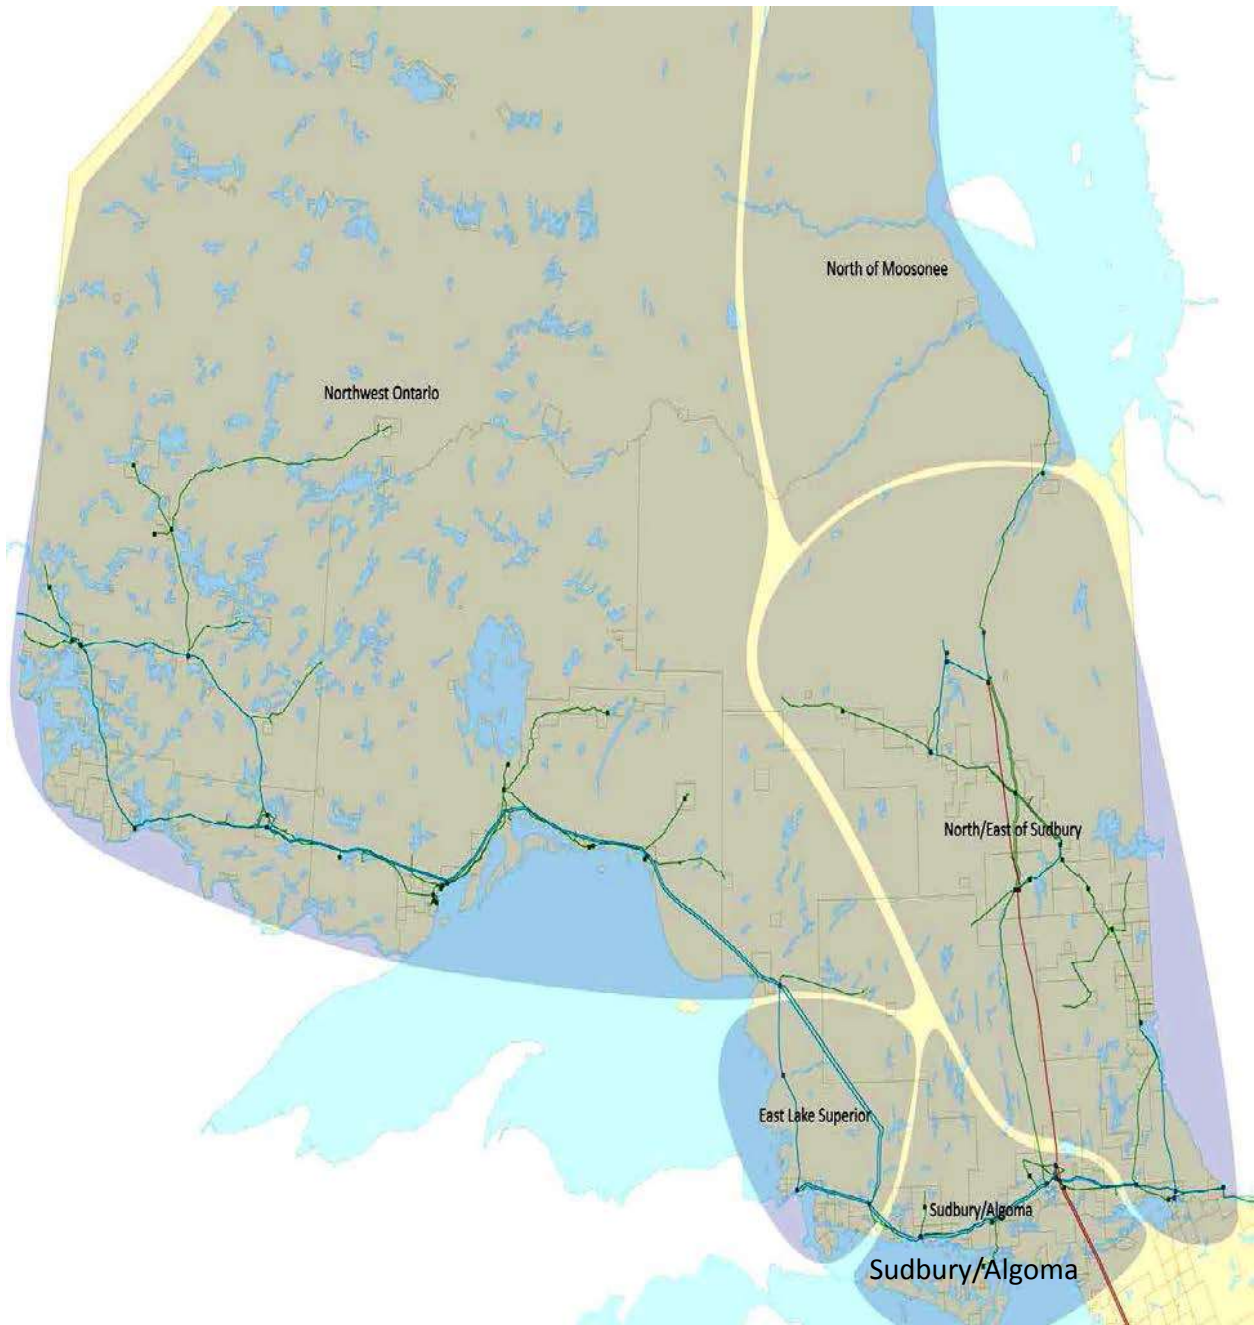 North of Moosonee
Northwest Ontario
North/East of Sudbury
East Lake Superior
Sudbury/Algoma
Sudbury/Algoma